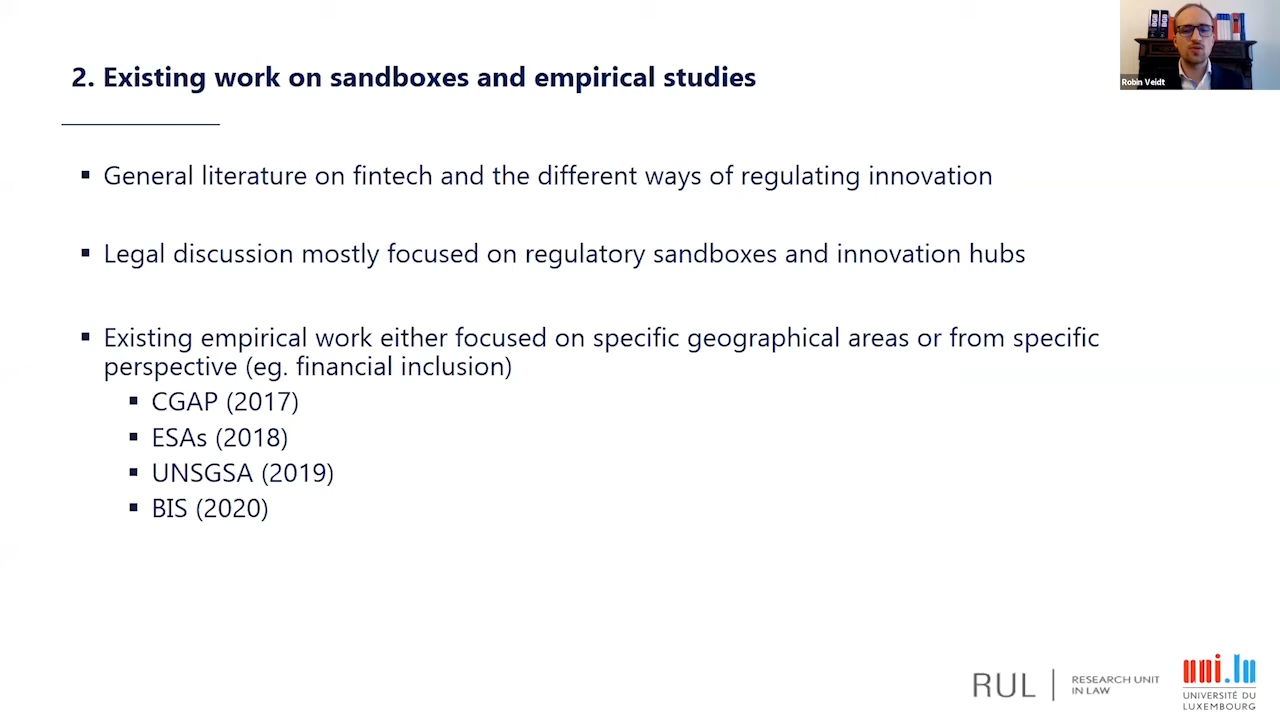 2. Existing work on sandboxes and empirical studies
Robin Veidt
▪ General literature on fintech and the different ways of regulating innovation
▪ Legal discussion mostly focused on regulatory sandboxes and innovation hubs
▪ Existing empirical work either focused on specific geographical areas or from specific
perspective (eg. financial inclusion)
▪ CGAP (2017)
▪ ESAs (2018)
▪ UNSGSA (2019)
▪ BIS (2020)
RUL | RESEARCH UNIT
IN LAW
uni.lu
UNIVERSITÉ DU
LUXEMBOURG